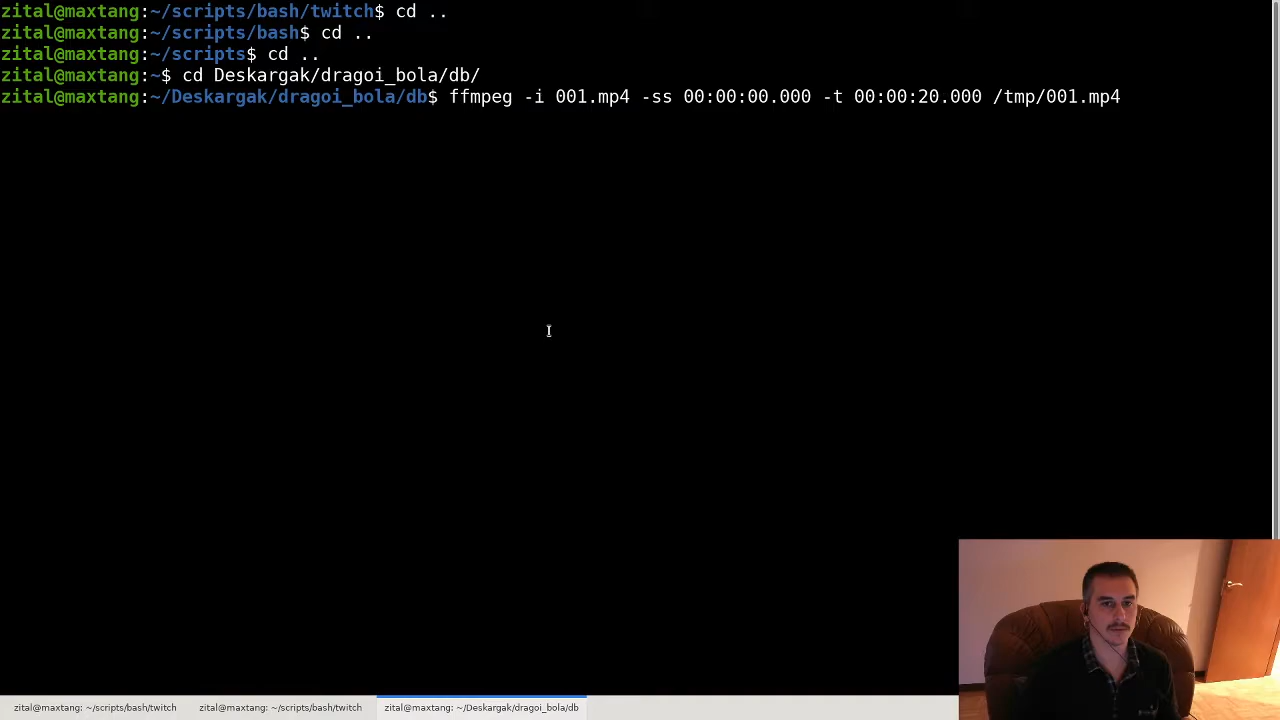 zital@maxtang:~/scripts/bash/twitch$ cd ..
zital@maxtang:~/scripts/bash$ cd ..
zital@maxtang:~/scripts$ cd ..
zital@maxtang:~$ cd Deskargak/dragoi_bola/db/
zital@maxtang:~/Deskargak/dragoi_bola/db$ ffmpeg -i 001.mp4 -ss 00:00:00.000 -t 00:00:20.000 /tmp/001.mp4
zital@maxtang: ~/scripts/bash/twitch zital@maxtang: ~/scripts/bash/twitch zital@maxtang: ~/Deskargak/dragoi_bola/db